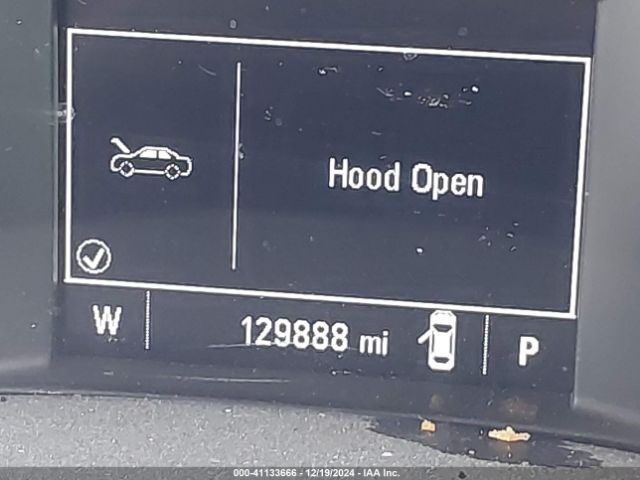 Hood Open
W 129888 mi P
000-41133666 - 12/19/2024 - IAA Inc.